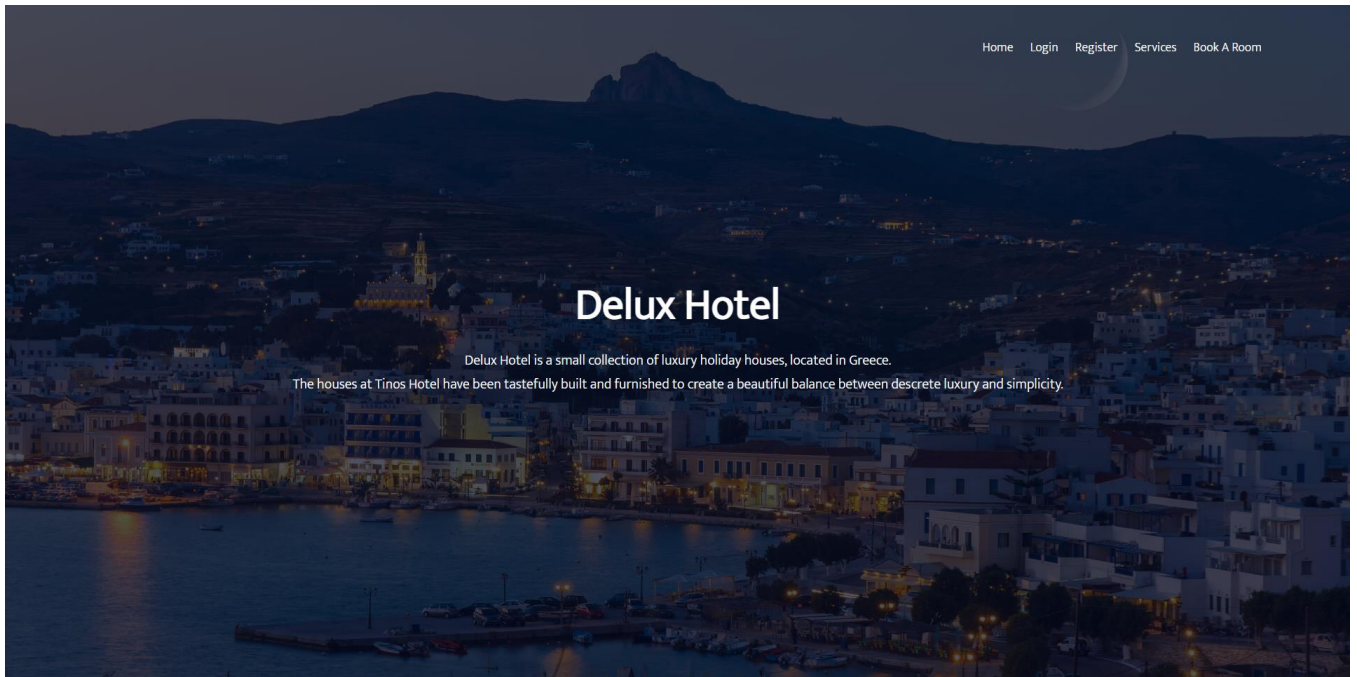 Home Login Register Services Book A Room
Delux Hotel
Delux Hotel is a small collection of luxury holiday houses, located in Greece.
The houses at Tinos Hotel have been tastefully built and furnished to create a beautiful balance between descrete luxury and simplicity.